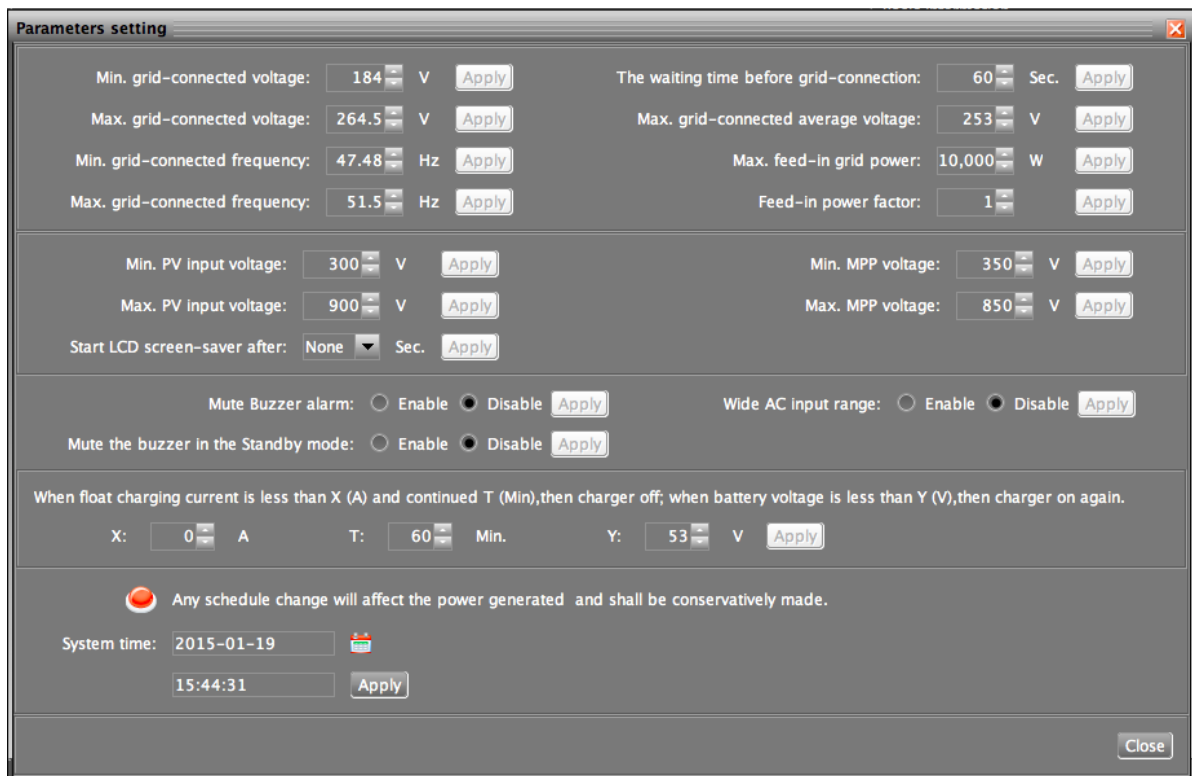 Parameters setting
Min. grid-connected voltage: 184 V Apply The waiting time before grid-connection: 60 Sec. Apply
Max. grid-connected voltage: 264.5 V Apply Max. grid-connected average voltage: 253 V Apply
Min. grid-connected frequency: 47.48 Hz Apply Max. feed-in grid power: 10,000 W Apply
Max. grid-connected frequency: 51.5 Hz Apply Feed-in power factor: 1 Apply
Min. PV input voltage: 300 V Apply Min. MPP voltage: 350 V Apply
Max. PV input voltage: 900 V Apply Max. MPP voltage: 850 V Apply
Start LCD screen-saver after: None Sec. Apply
Mute Buzzer alarm: Enable Disable Apply Wide AC input range: Enable Disable Apply
Mute the buzzer in the Standby mode: Enable Disable Apply
When float charging current is less than X (A) and continued T (Min),then charger off; when battery voltage is less than Y (V),then charger on again.
X: 0 A T: 60 Min. Y: 53 V Apply
Any schedule change will affect the power generated and shall be conservatively made.
System time: 2015-01-19
15:44:31 Apply
Close